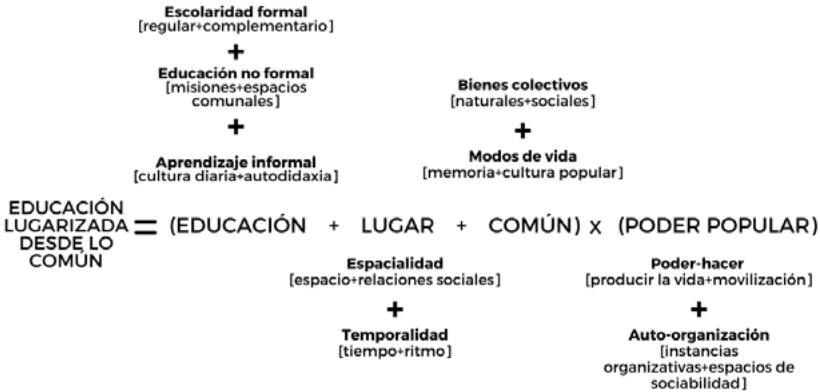 Escolaridad formal
[regular+complementario]
+
Educación no formal
[misiones+espacios
comunales]
+
Aprendizaje informal
[cultura diaria+autodidaxia]
Bienes colectivos
[naturales+sociales]
+
Modos de vida
[memoria+cultura popular]
EDUCACIÓN
LUGARIZADA
DESDE LO
COMÚN
= (EDUCACIÓN + LUGAR + COMÚN) x (PODER POPULAR)
Espacialidad
[espacio+relaciones sociales]
+
Temporalidad
[tiempo+ritmo]
Poder-hacer
[producir la vida+movilización]
+
Auto-organización
[instancias
organizativas+espacios de
sociabilidad]